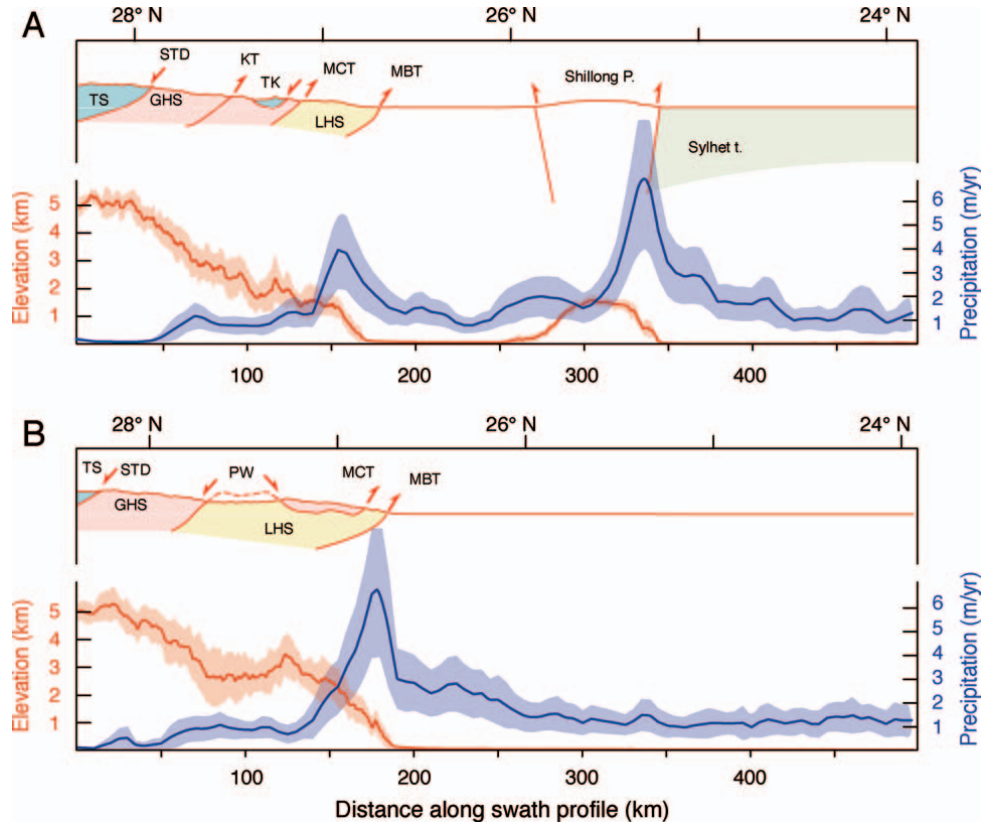 A
28° N 26° N 24° N
STD KT TK MCT MBT Shillong P.
TS GHS LHS Sylhet t.
Elevation (km)
5
4
3
2
1
Precipitation (m/yr)
6
5
4
3
2
1
100 200 300 400
B
28° N 26° N 24° N
TS STD PW MCT MBT
GHS LHS
Elevation (km)
5
4
3
2
1
Precipitation (m/yr)
6
5
4
3
2
1
100 200 300 400
Distance along swath profile (km)